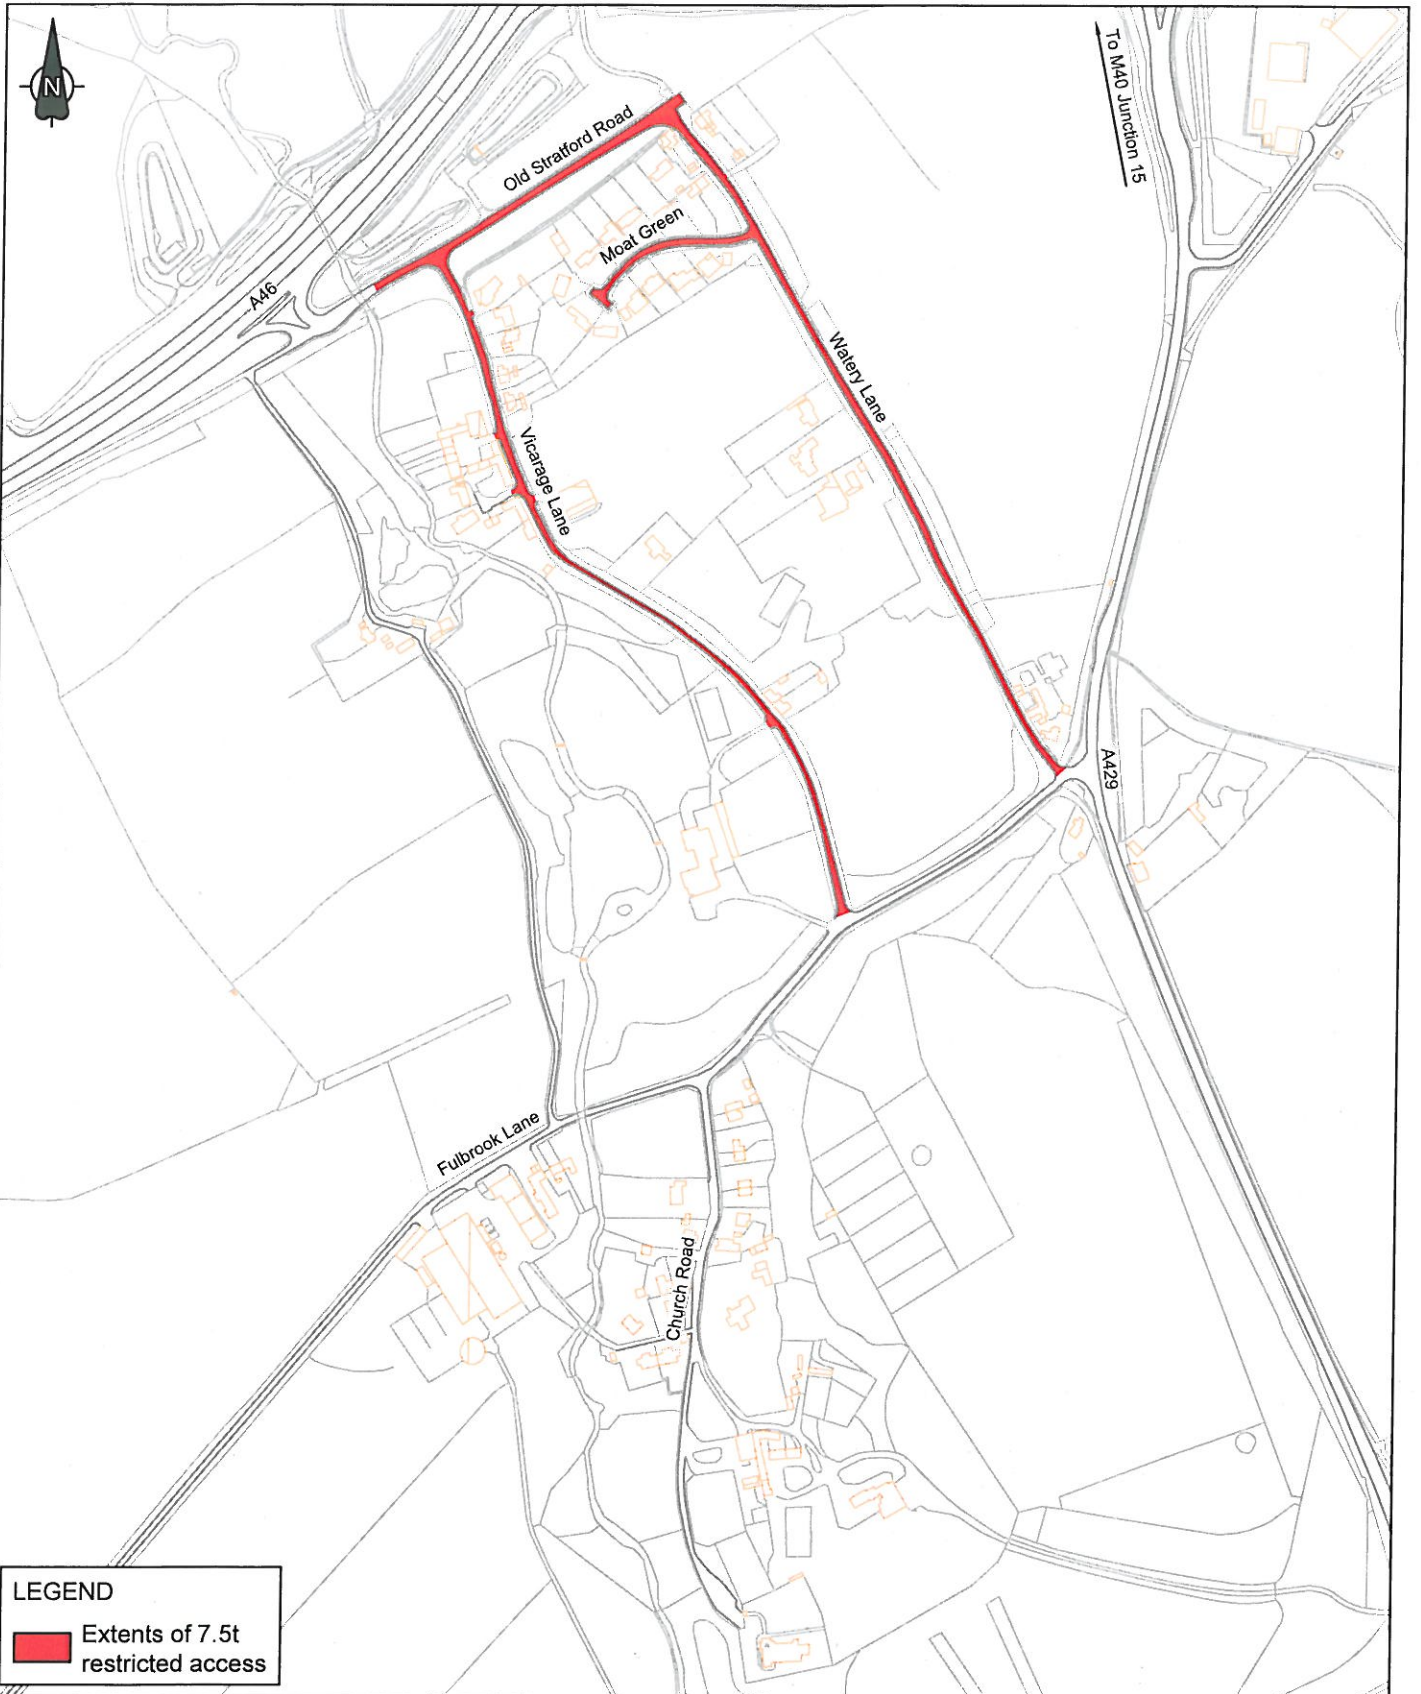 N
To M40 Junction 15
Old Stratford Road
Moat Green
A46
Watery Lane
Vicarage Lane
A429
Fulbrook Lane
Church Road
LEGEND
Extents of 7.5t
restricted access